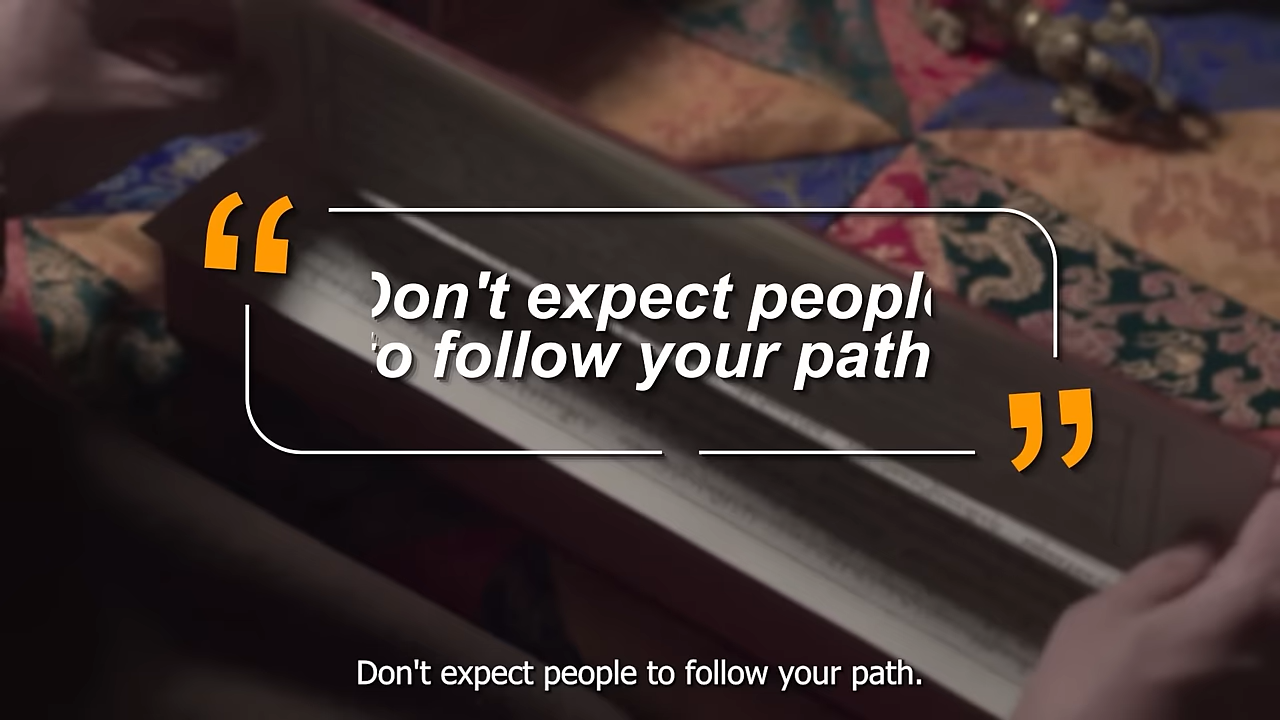 “
Don't expect people
to follow your path
”
Don't expect people to follow your path.